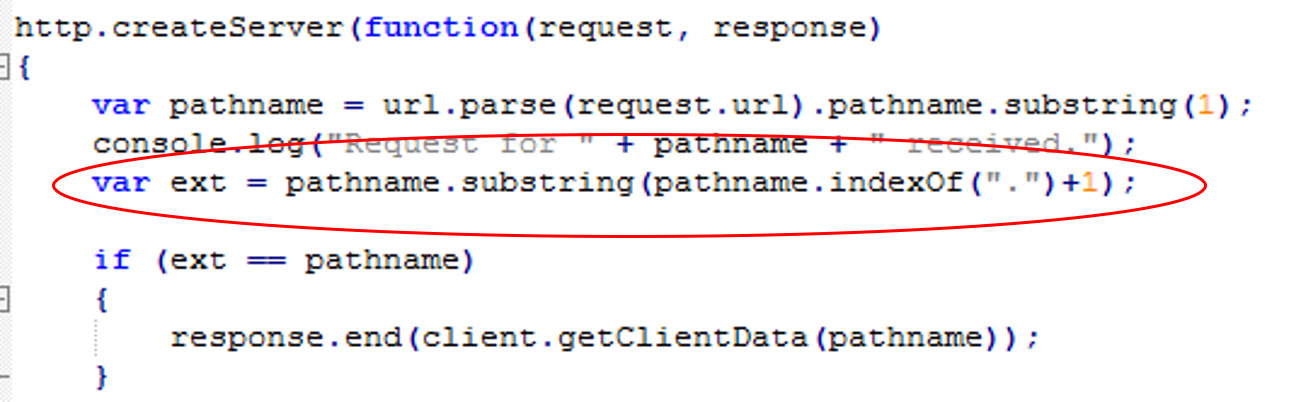 http.createServer(function(request, response)
{
var pathname = url.parse(request.url).pathname.substring(1);
console.log("Request for " + pathname + " received.");
var ext = pathname.substring(pathname.indexOf(".")+1);
if (ext == pathname)
{
response.end(client.getClientData(pathname));
}